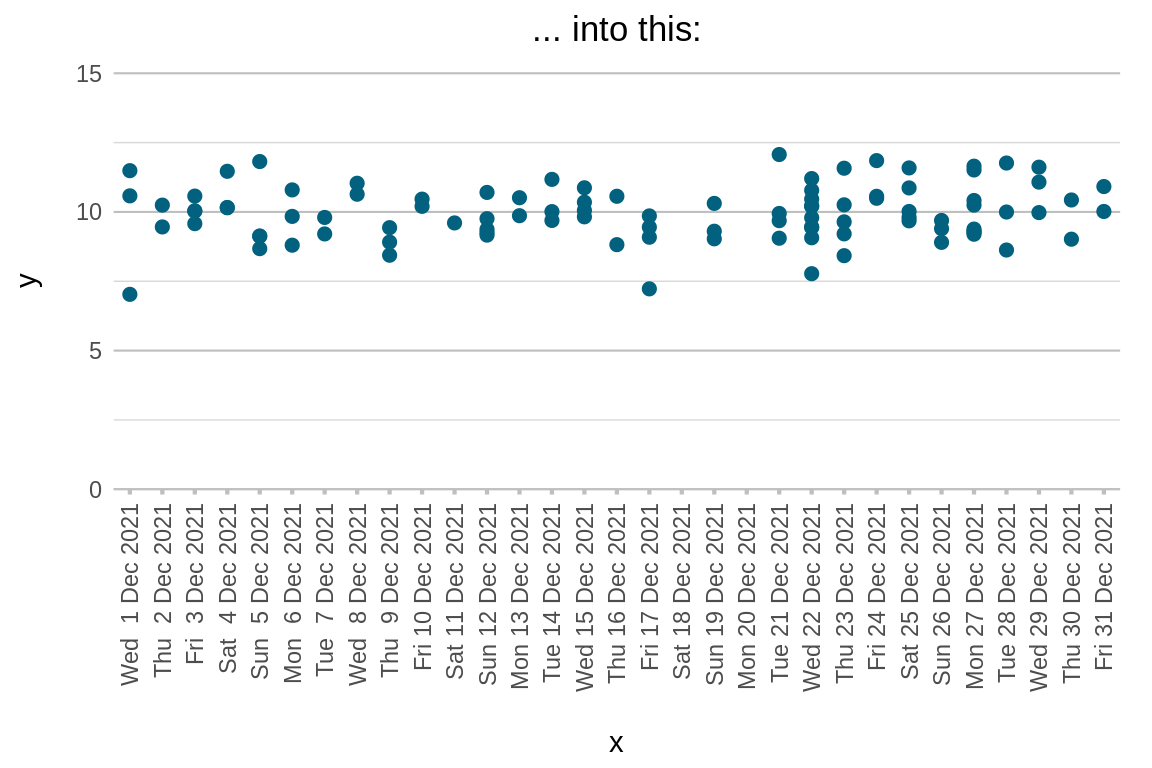 ... into this:
15
10
5
0
y
Wed  1 Dec 2021
Thu  2 Dec 2021
Fri  3 Dec 2021
Sat  4 Dec 2021
Sun  5 Dec 2021
Mon  6 Dec 2021
Tue  7 Dec 2021
Wed  8 Dec 2021
Thu  9 Dec 2021
Fri 10 Dec 2021
Sat 11 Dec 2021
Sun 12 Dec 2021
Mon 13 Dec 2021
Tue 14 Dec 2021
Wed 15 Dec 2021
Thu 16 Dec 2021
Fri 17 Dec 2021
Sat 18 Dec 2021
Sun 19 Dec 2021
Mon 20 Dec 2021
Tue 21 Dec 2021
Wed 22 Dec 2021
Thu 23 Dec 2021
Fri 24 Dec 2021
Sat 25 Dec 2021
Sun 26 Dec 2021
Mon 27 Dec 2021
Tue 28 Dec 2021
Wed 29 Dec 2021
Thu 30 Dec 2021
Fri 31 Dec 2021
x